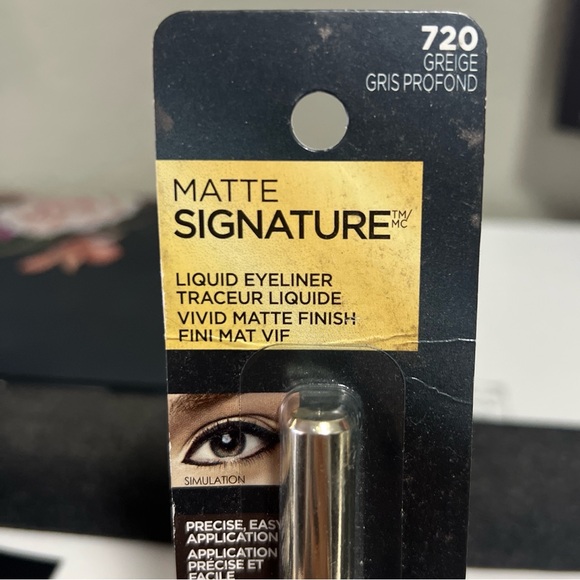 720
GREIGE
GRIS PROFOND
MATTE
SIGNATURE™/MC
LIQUID EYELINER
TRACEUR LIQUIDE
VIVID MATTE FINISH
FINI MAT VIF
SIMULATION
PRECISE, EASY
APPLICATION
APPLICATION
PRÉCISE ET
FACILE